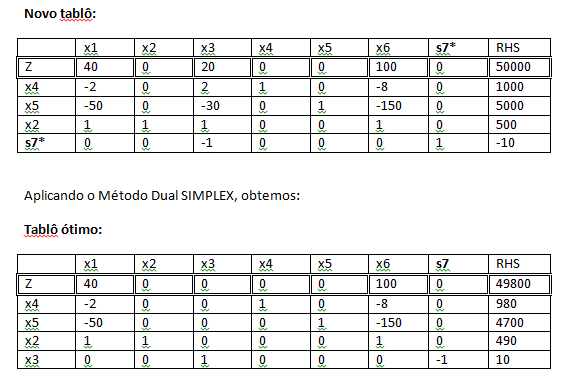 Novo tablô:
x1 x2 x3 x4 x5 x6 s7* RHS
Z 40 0 20 0 0 100 0 50000
x4 -2 0 2 1 0 -8 0 1000
x5 -50 0 -30 0 1 -150 0 5000
x2 1 1 1 0 0 1 0 500
s7* 0 0 -1 0 0 0 1 -10
Aplicando o Método Dual SIMPLEX, obtemos:
Tablô ótimo:
x1 x2 x3 x4 x5 x6 s7 RHS
Z 40 0 0 0 0 100 0 49800
x4 -2 0 0 1 0 -8 0 980
x5 -50 0 0 0 1 -150 0 4700
x2 1 1 0 0 0 1 0 490
x3 0 0 1 0 0 0 -1 10